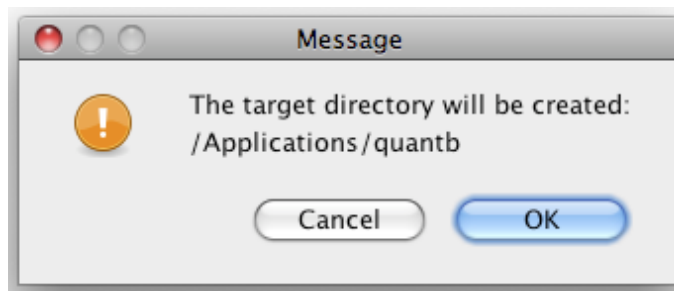 Message
The target directory will be created:
/Applications/quantb
Cancel
OK